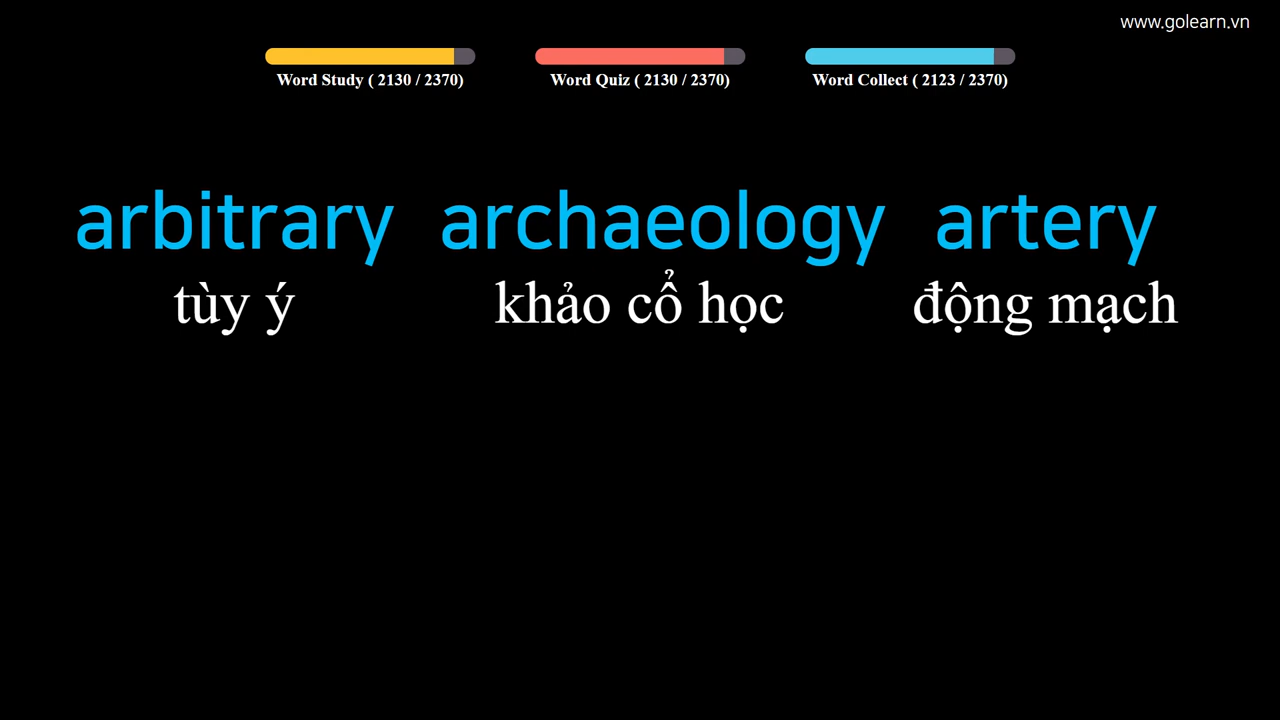 www.golearn.vn
Word Study ( 2130 / 2370)
Word Quiz ( 2130 / 2370)
Word Collect ( 2123 / 2370)
arbitrary archaeology artery
tùy ý khảo cổ học động mạch